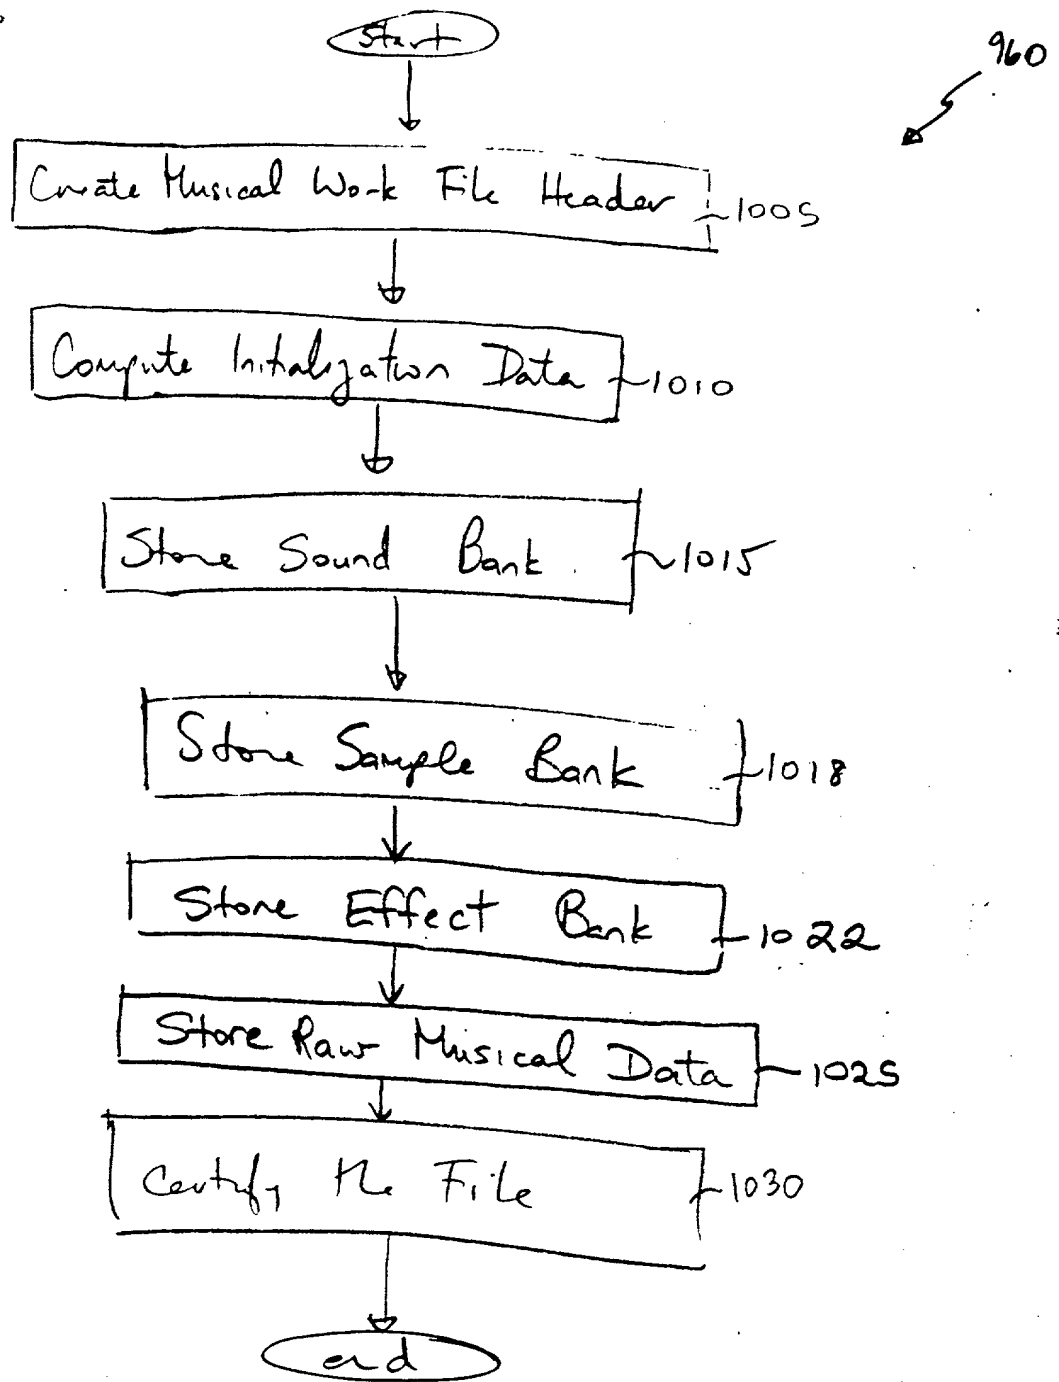 Start
960
Create Musical Work File Header 1005
Compute Initialization Data 1010
Store Sound Bank 1015
Store Sample Bank 1018
Store Effect Bank 1022
Store Raw Musical Data 1025
Certify the File 1030
end